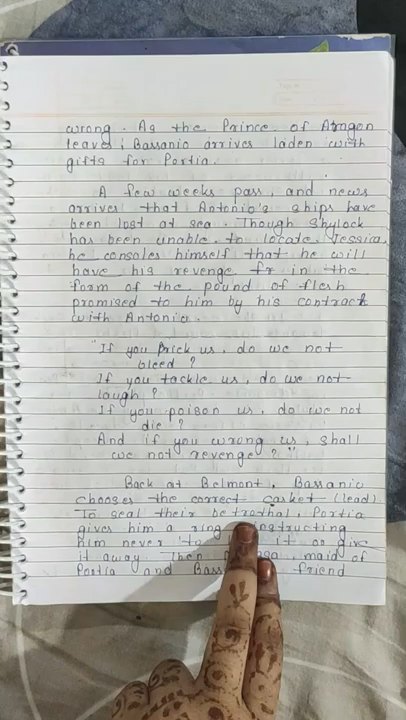 wrong. As the Prince of Aragon
leave, Bassanio arrives laden with
gifts for Portia.
A few weeks pass, and news
arrives that Antonio's ships have
been lost at sea. Though Shylock
has been unable to locate Jessica,
he consoles himself that he will
have his revenge fr in the
form of the pound of flesh
promised to him by his contract
with Antonio.
"If you prick us, do we not
bleed?
If you tackle us, do we not
laugh?
If you poison us, do we not
die?
And if you wrong us, shall
we not revenge?"
Back at Belmont, Bassanio
chooses the correct casket (lead)
To seal their betrothal, Portia
gives him a ring instructing
him never to it or give
it away. Then maid of
Portia and friend